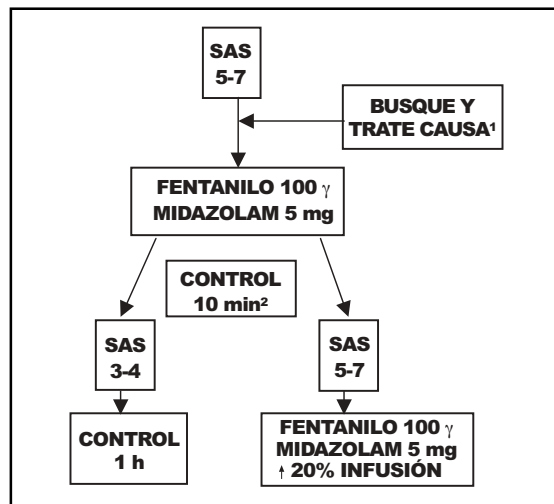 SAS
5-7
BUSQUE Y
TRATE CAUSA¹
FENTANILO 100 γ
MIDAZOLAM 5 mg
CONTROL
10 min²
SAS
3-4
SAS
5-7
CONTROL
1 h
FENTANILO 100 γ
MIDAZOLAM 5 mg
↑ 20% INFUSIÓN